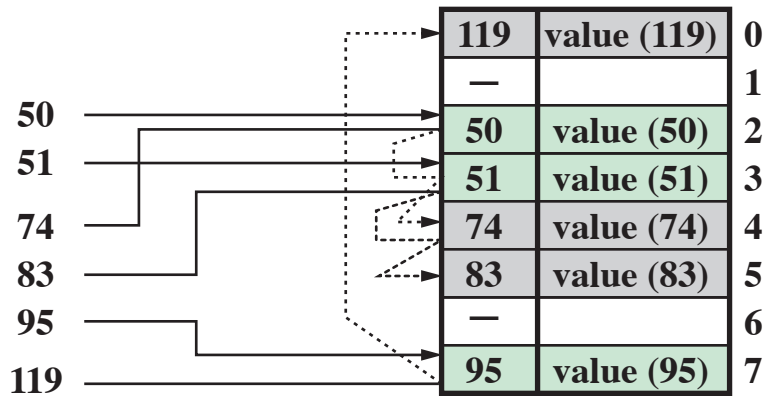 119 value (119) 0
— 1
50
50 value (50) 2
51
51 value (51) 3
74
74 value (74) 4
83
83 value (83) 5
95
— 6
119
95 value (95) 7